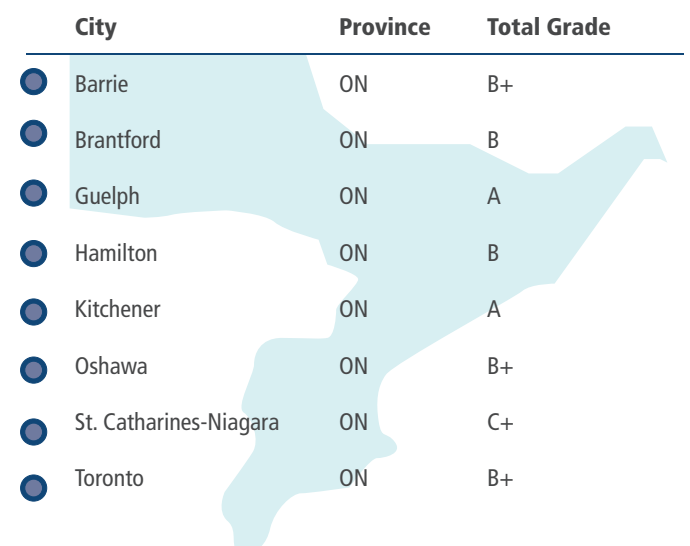 City Province Total Grade
Barrie ON B+
Brantford ON B
Guelph ON A
Hamilton ON B
Kitchener ON A
Oshawa ON B+
St. Catharines-Niagara ON C+
Toronto ON B+